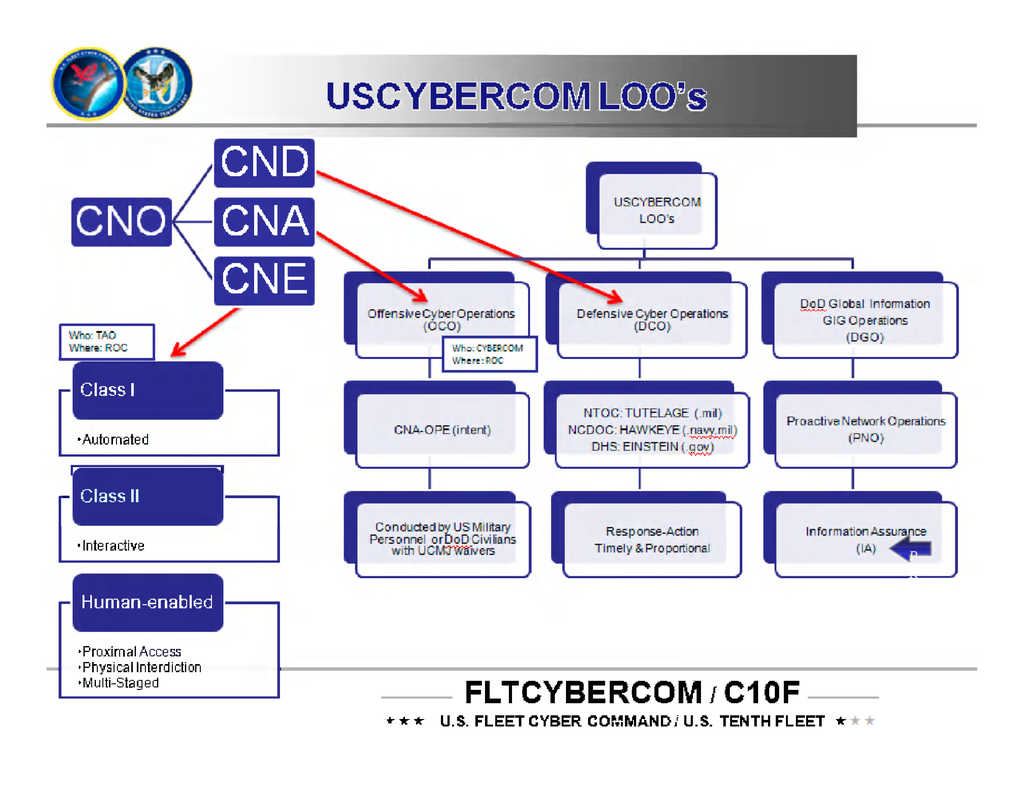 USCYBERCOM LOO's
CNO
CND
CNA
CNE
Who: TAO
Where: ROC
Class I
•Automated
Class II
•Interactive
Human-enabled
•Proximal Access
•Physical Interdiction
•Multi-Staged
USCYBERCOM
LOO's
Offensive Cyber Operations
(OCO)
Who: CYBERCOM
Where: ROC
CNA-OPE (intent)
Conducted by US Military
Personnel or DoD Civilians
with UCMJ waivers
Defensive Cyber Operations
(DCO)
NTOC: TUTELAGE (.mil)
NCDOC: HAWKEYE (.navy.mil)
DHS: EINSTEIN (.gov)
Response-Action
Timely & Proportional
DoD Global Information
GIG Operations
(DGO)
Proactive Network Operations
(PNO)
Information Assurance
(IA)
FLTCYBERCOM / C10F
★ ★ ★ U.S. FLEET CYBER COMMAND / U.S. TENTH FLEET ★ ★ ★